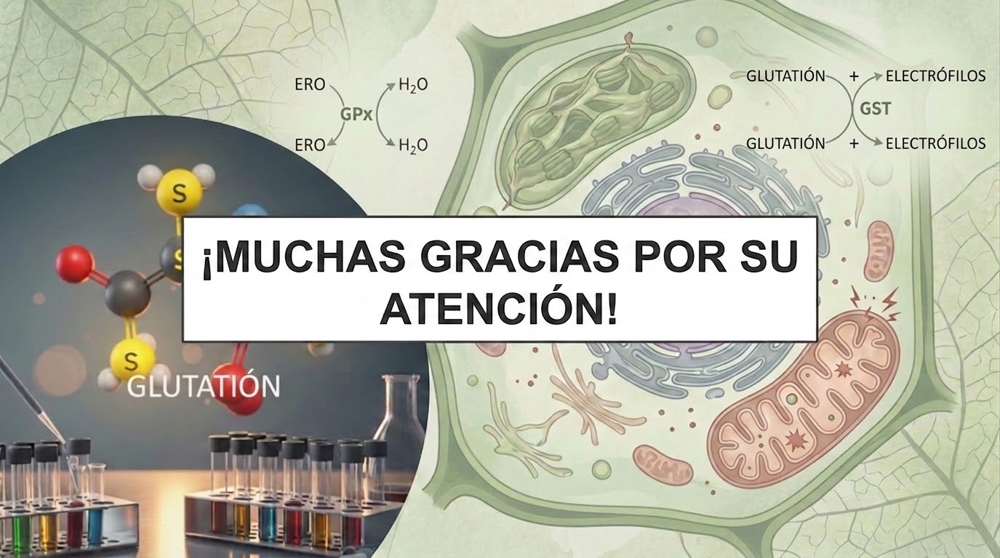 ERO H₂O
GPx
ERO H₂O
GLUTATIÓN + ELECTRÓFILOS
GST
GLUTATIÓN + ELECTRÓFILOS
S
S
¡MUCHAS GRACIAS POR SU
ATENCIÓN!
S
GLUTATIÓN